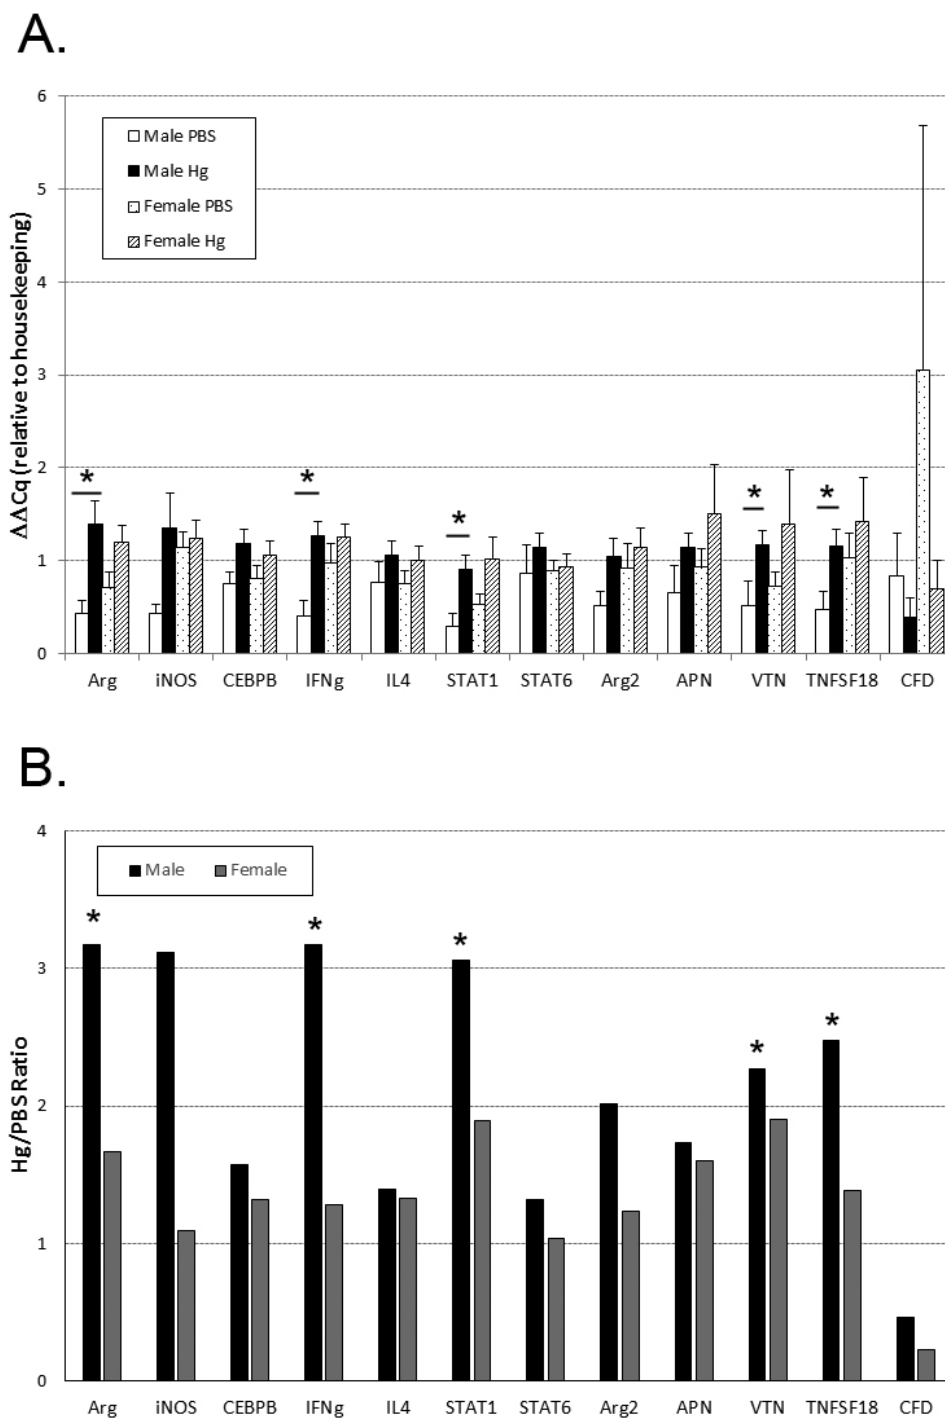 A.
ΔΔCq (relative to housekeeping)
6
5
4
3
2
1
0
Male PBS
Male Hg
Female PBS
Female Hg
* * * * *
Arg iNOS CEBPB IFNg IL4 STAT1 STAT6 Arg2 APN VTN TNFSF18 CFD
B.
Hg/PBS Ratio
4
3
2
1
0
Male Female
* * * * *
Arg iNOS CEBPB IFNg IL4 STAT1 STAT6 Arg2 APN VTN TNFSF18 CFD